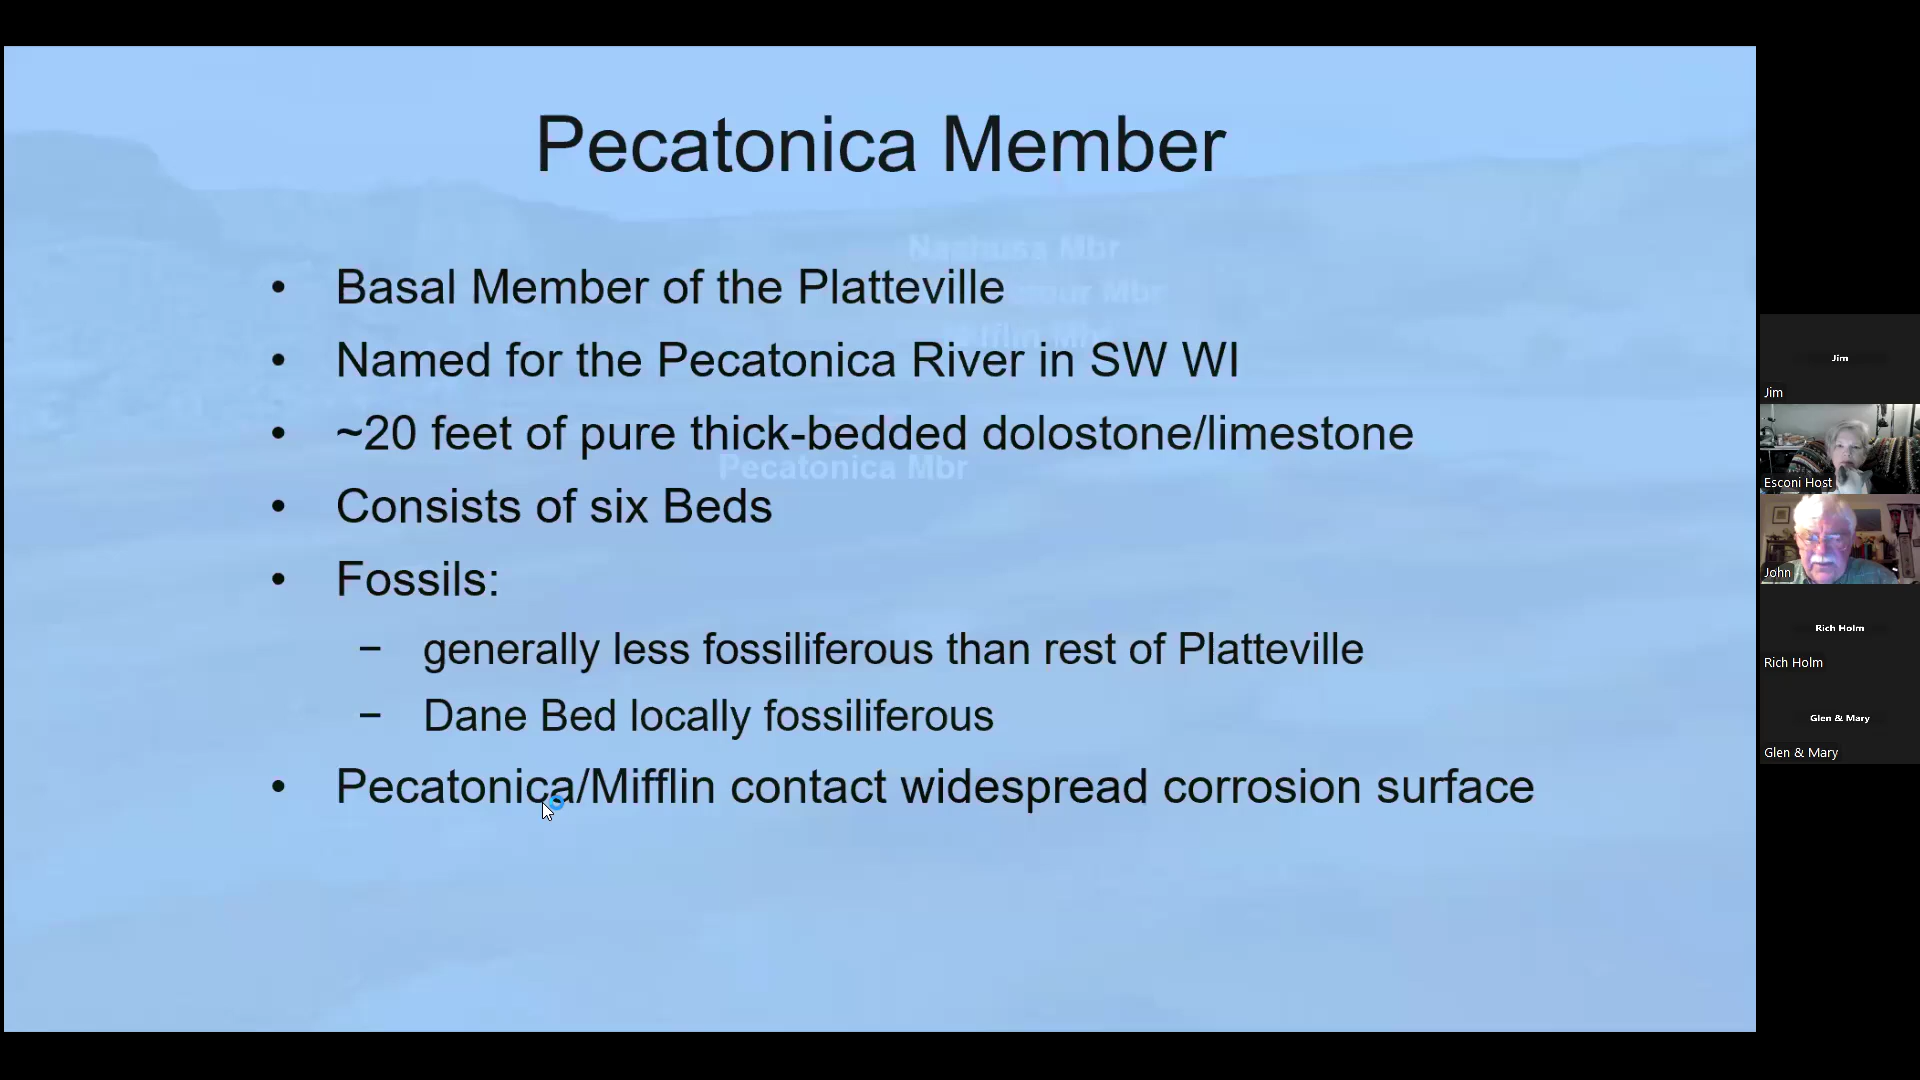 Pecatonica Member
Nachusa Mbr
• Basal Member of the Platteville
Mbr
Mifflin Mbr
• Named for the Pecatonica River in SW WI
• ~20 feet of pure thick-bedded dolostone/limestone
Pecatonica Mbr
• Consists of six Beds
• Fossils:
– generally less fossiliferous than rest of Platteville
– Dane Bed locally fossiliferous
• Pecatonica/Mifflin contact widespread corrosion surface
Jim
Jim
Esconi Host
John
Rich Holm
Rich Holm
Glen & Mary
Glen & Mary